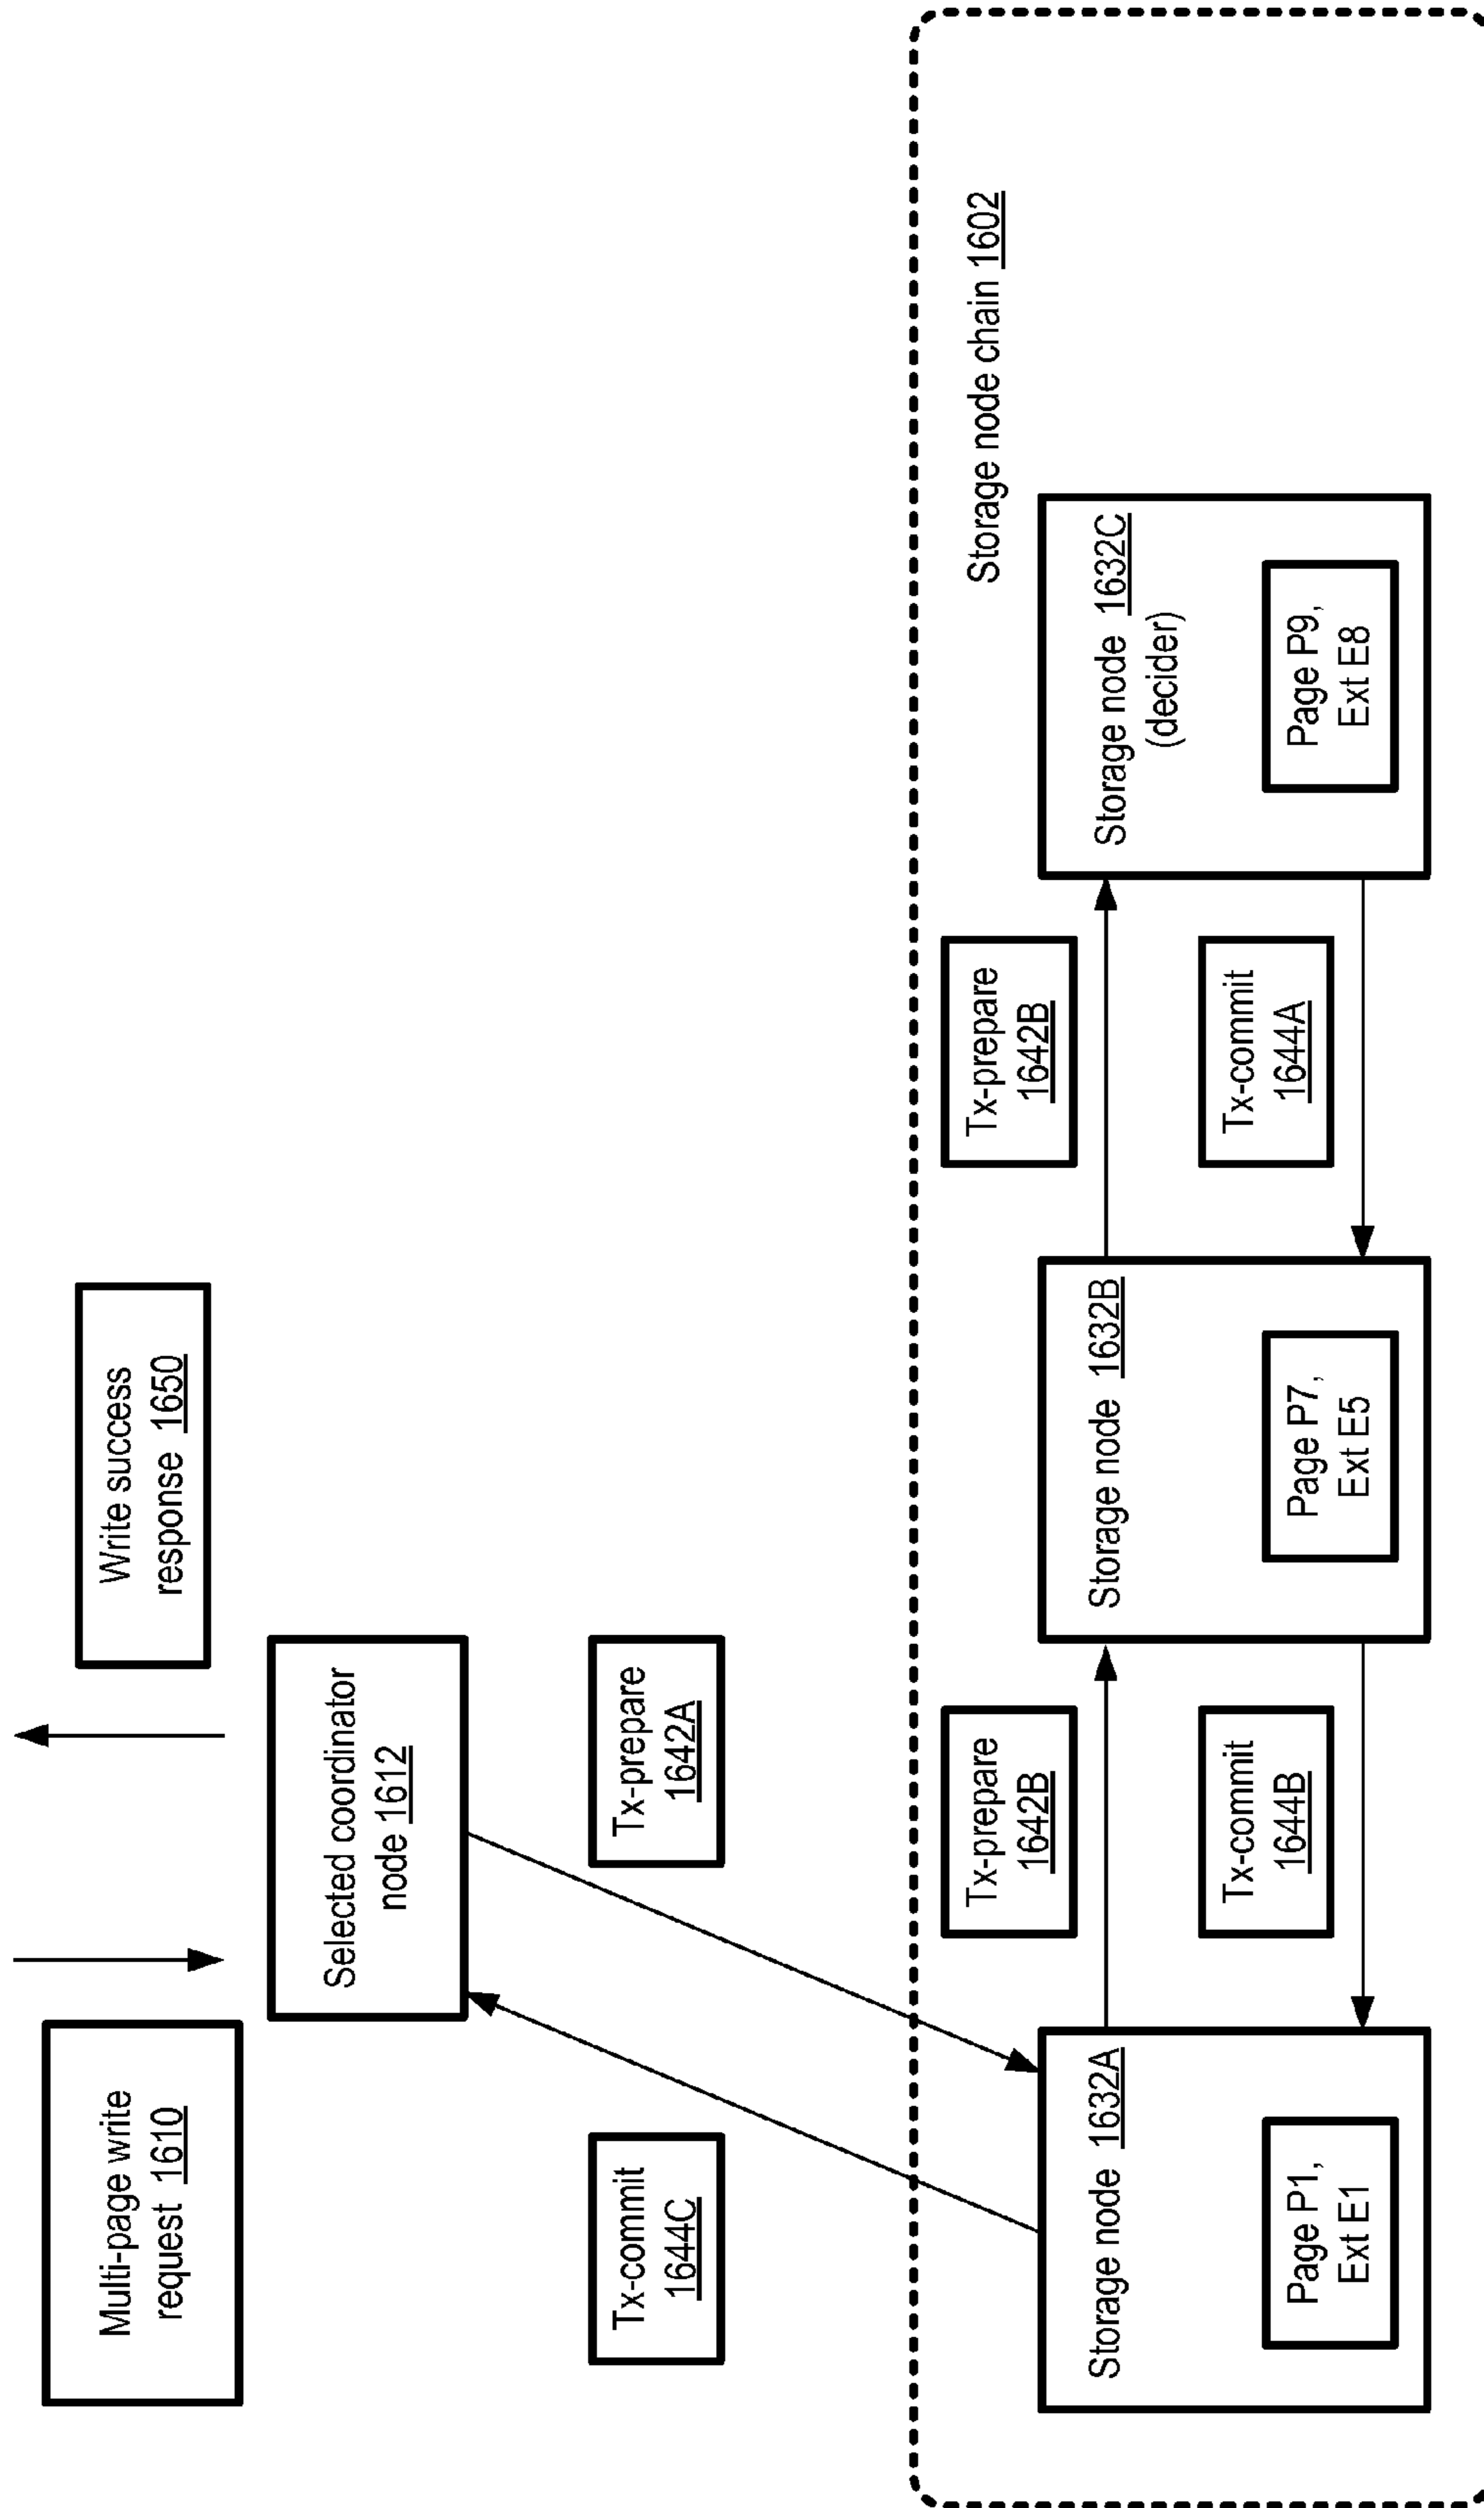 Multi-page write
request 1610
Write success
response 1650
Selected coordinator
node 1612
Tx-commit
1644C
Tx-prepare
1642A
Storage node chain 1602
Tx-prepare
1642B
Tx-prepare
1642B
Storage node 1632A
Storage node 1632B
Storage node 1632C
(decider)
Tx-commit
1644B
Tx-commit
1644A
Page P1,
Ext E1
Page P7,
Ext E5
Page P9,
Ext E8